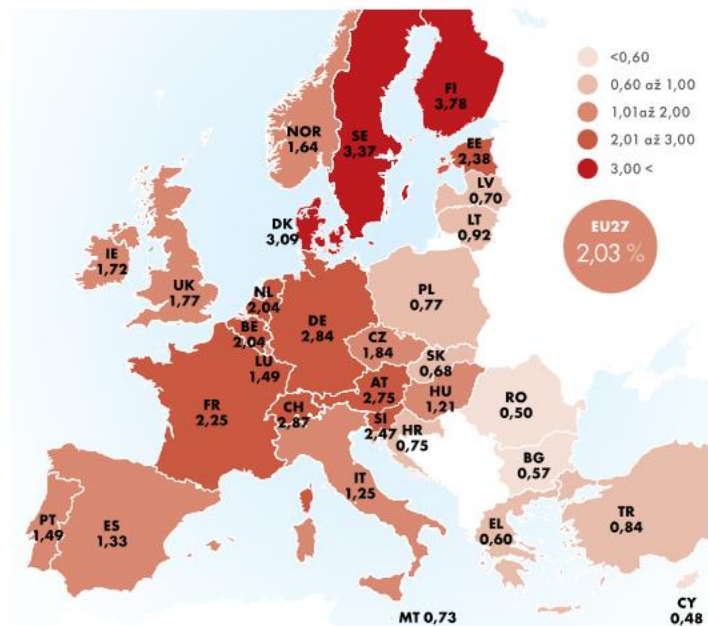 <0,60
0,60 až 1,00
1,01až 2,00
2,01 až 3,00
3,00 <
EU27
2,03 %
FI
3,78
NOR
1,64
SE
3,37
EE
2,38
LV
0,70
LT
0,92
DK
3,09
IE
1,72
UK
1,77
NL
2,04
BE
2,04
LU
1,49
DE
2,84
PL
0,77
CZ
1,84
SK
0,68
AT
2,75
HU
1,21
FR
2,25
CH
2,87
SI
2,47
HR
0,75
RO
0,50
BG
0,57
IT
1,25
PT
1,49
ES
1,33
EL
0,60
TR
0,84
CY
0,48
MT 0,73